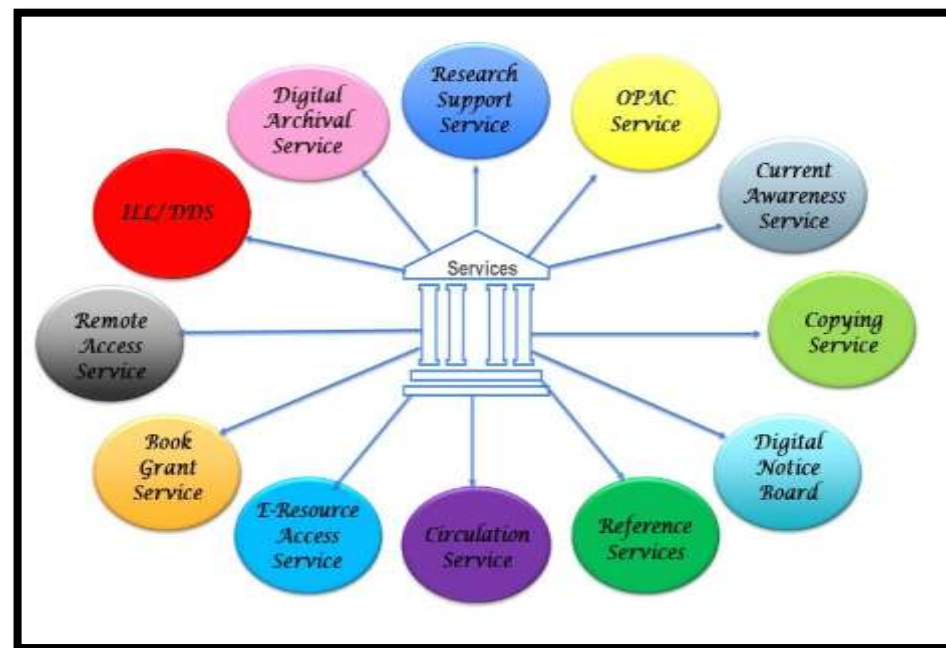 Research
Support
Service
OPAC
Service
Digital
Archival
Service
Current
Awareness
Service
ILL/DDS
Services
Remote
Access
Service
Copying
Service
Book
Grant
Service
Digital
Notice
Board
E-Resource
Access
Service
Circulation
Service
Reference
Services